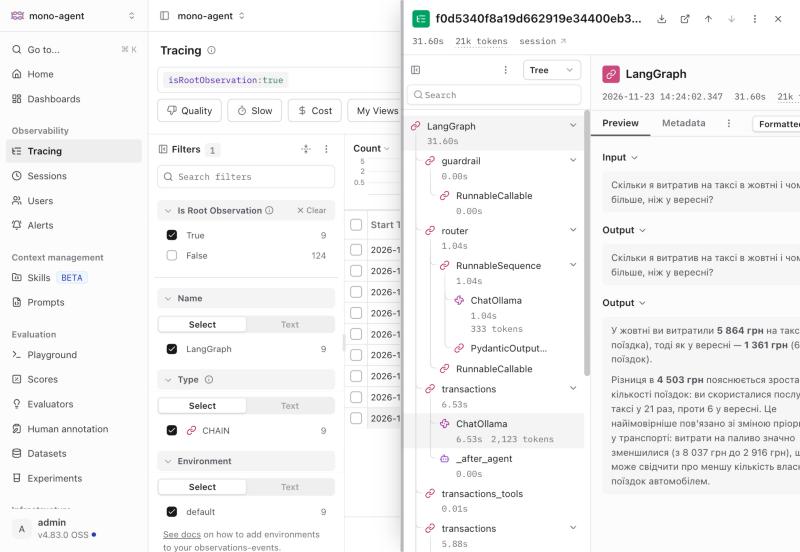 mono-agent
Go to...
⌘ K
Home
Dashboards
Observability
Tracing
Sessions
Users
Alerts
Context management
Skills BETA
Prompts
Evaluation
Playground
Scores
Evaluators
Human annotation
Datasets
Experiments
A
admin
v4.83.0 OSS
mono-agent
Tracing
isRootObservation:true
Quality
Slow
Cost
My Views
Filters 1
Search filters
Is Root Observation
Clear
True 9
False 124
Name
Select Text
LangGraph 9
Type
Select Text
CHAIN 9
Environment
Select Text
default 9
See docs on how to add environments
to your observations-events.
Count
5
2
0.5
Start T
2026-1
2026-1
2026-1
2026-1
2026-1
2026-1
2026-1
2026-1
2026-1
f0d5340f8a19d662919e34400eb3...
31.60s 21k tokens session
Tree
Search
LangGraph
31.60s
guardrail
0.00s
RunnableCallable
0.00s
router
1.04s
RunnableSequence
1.04s
ChatOllama
1.04s
333 tokens
PydanticOutput...
RunnableCallable
transactions
6.53s
ChatOllama
6.53s 2,123 tokens
_after_agent
0.00s
transactions_tools
0.01s
transactions
5.88s
LangGraph
2026-11-23 14:24:02.347 31.60s 21k
Preview
Metadata
Formatted
Input
Скільки я витратив на таксі в жовтні і чом
більше, ніж у вересні?
Output
Скільки я витратив на таксі в жовтні і чом
більше, ніж у вересні?
Output
У жовтні ви витратили 5 864 грн на такс
поїздка), тоді як у вересні — 1 361 грн (6
поїздок).
Різниця в 4 503 грн пояснюється зроста
кількості поїздок: ви скористалися послу
таксі у 21 раз, проти 6 у вересні. Це
найімовірніше пов'язано зі зміною пріори
у транспорті: витрати на паливо значно
зменшилися (з 8 037 грн до 2 916 грн), щ
може свідчити про меншу кількість власн
поїздок автомобілем.